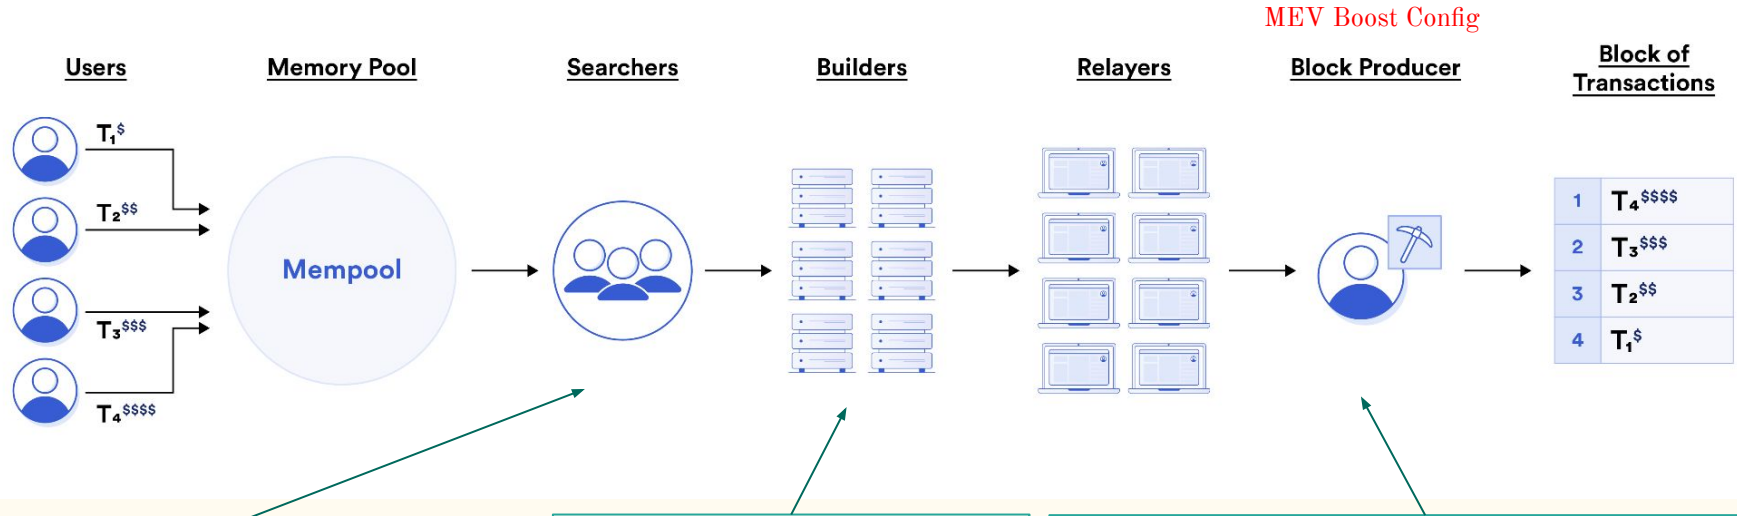 MEV Boost Config
Users
Memory Pool
Searchers
Builders
Relayers
Block Producer
Block of
Transactions
T₁$
T₂$$
T₃$$$
T₄$$$$
Mempool
1 T₄$$$$
2 T₃$$$
3 T₂$$
4 T₁$